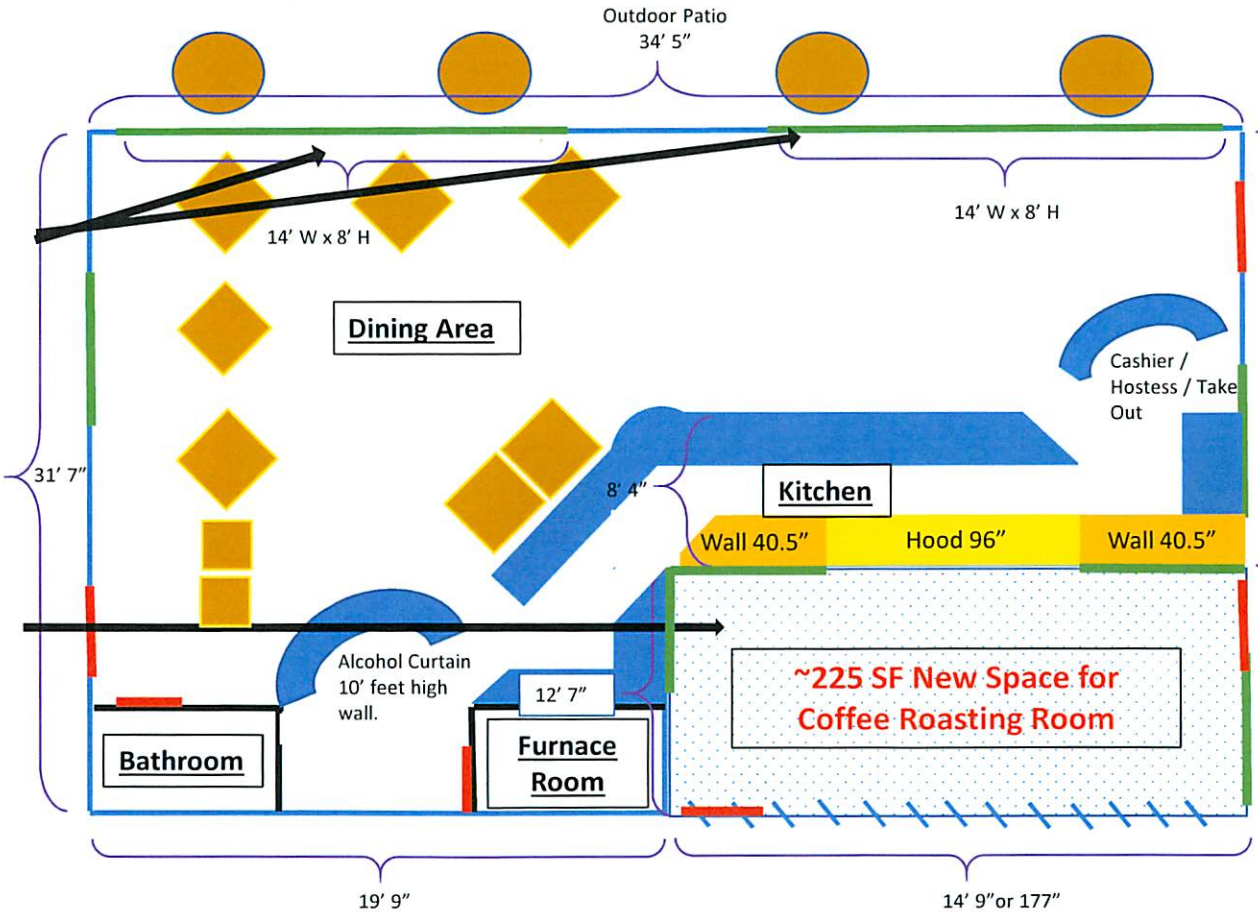 Outdoor Patio
34’ 5”
14’ W x 8’ H
14’ W x 8’ H
Dining Area
Cashier /
Hostess / Take
Out
31’ 7”
8’ 4”
Kitchen
Wall 40.5”
Hood 96”
Wall 40.5”
Alcohol Curtain
10’ feet high
wall.
12’ 7”
~225 SF New Space for
Coffee Roasting Room
Bathroom
Furnace
Room
19’ 9”
14’ 9”or 177”